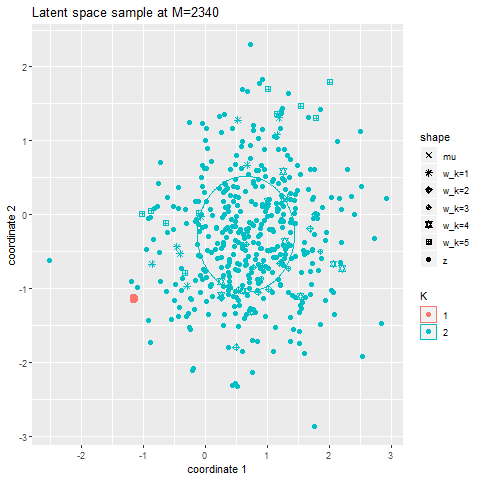 Latent space sample at M=2340
2
1
0
-1
-2
-3
coordinate 2
-2
-1
0
1
2
3
coordinate 1
shape
mu
w_k=1
w_k=2
w_k=3
w_k=4
w_k=5
z
K
1
2